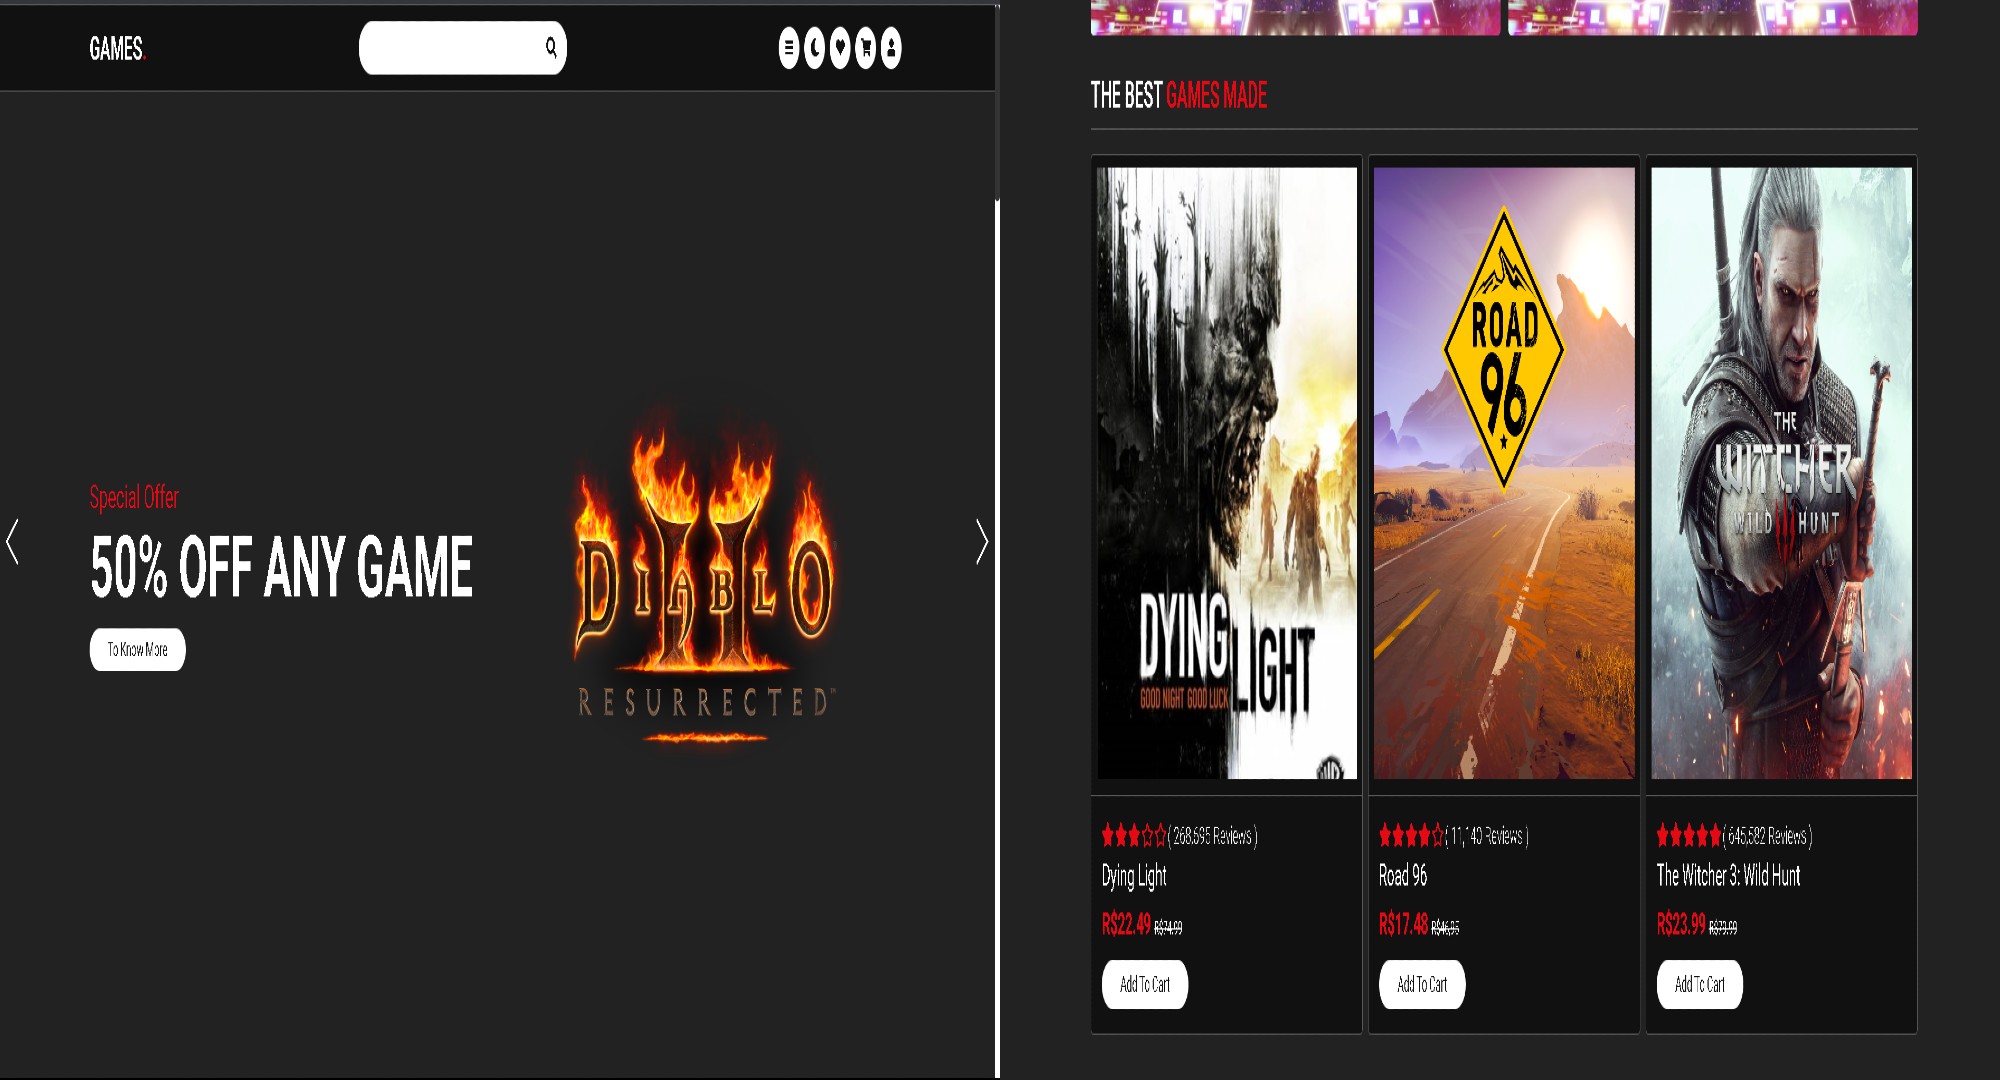 GAMES.
Special Offer
50% OFF ANY GAME
To Know More
DIABLO
II
RESURRECTED™
THE BEST GAMES MADE
DYING LIGHT
GOOD NIGHT GOOD LUCK
ROAD
96
THE
WITCHER
WILD HUNT
( 268,695 Reviews )
Dying Light
R$22.49 R$74.99
Add To Cart
( 11,140 Reviews )
Road 96
R$17.48 R$46,95
Add To Cart
( 645,582 Reviews )
The Witcher 3: Wild Hunt
R$23.99 R$79.99
Add To Cart